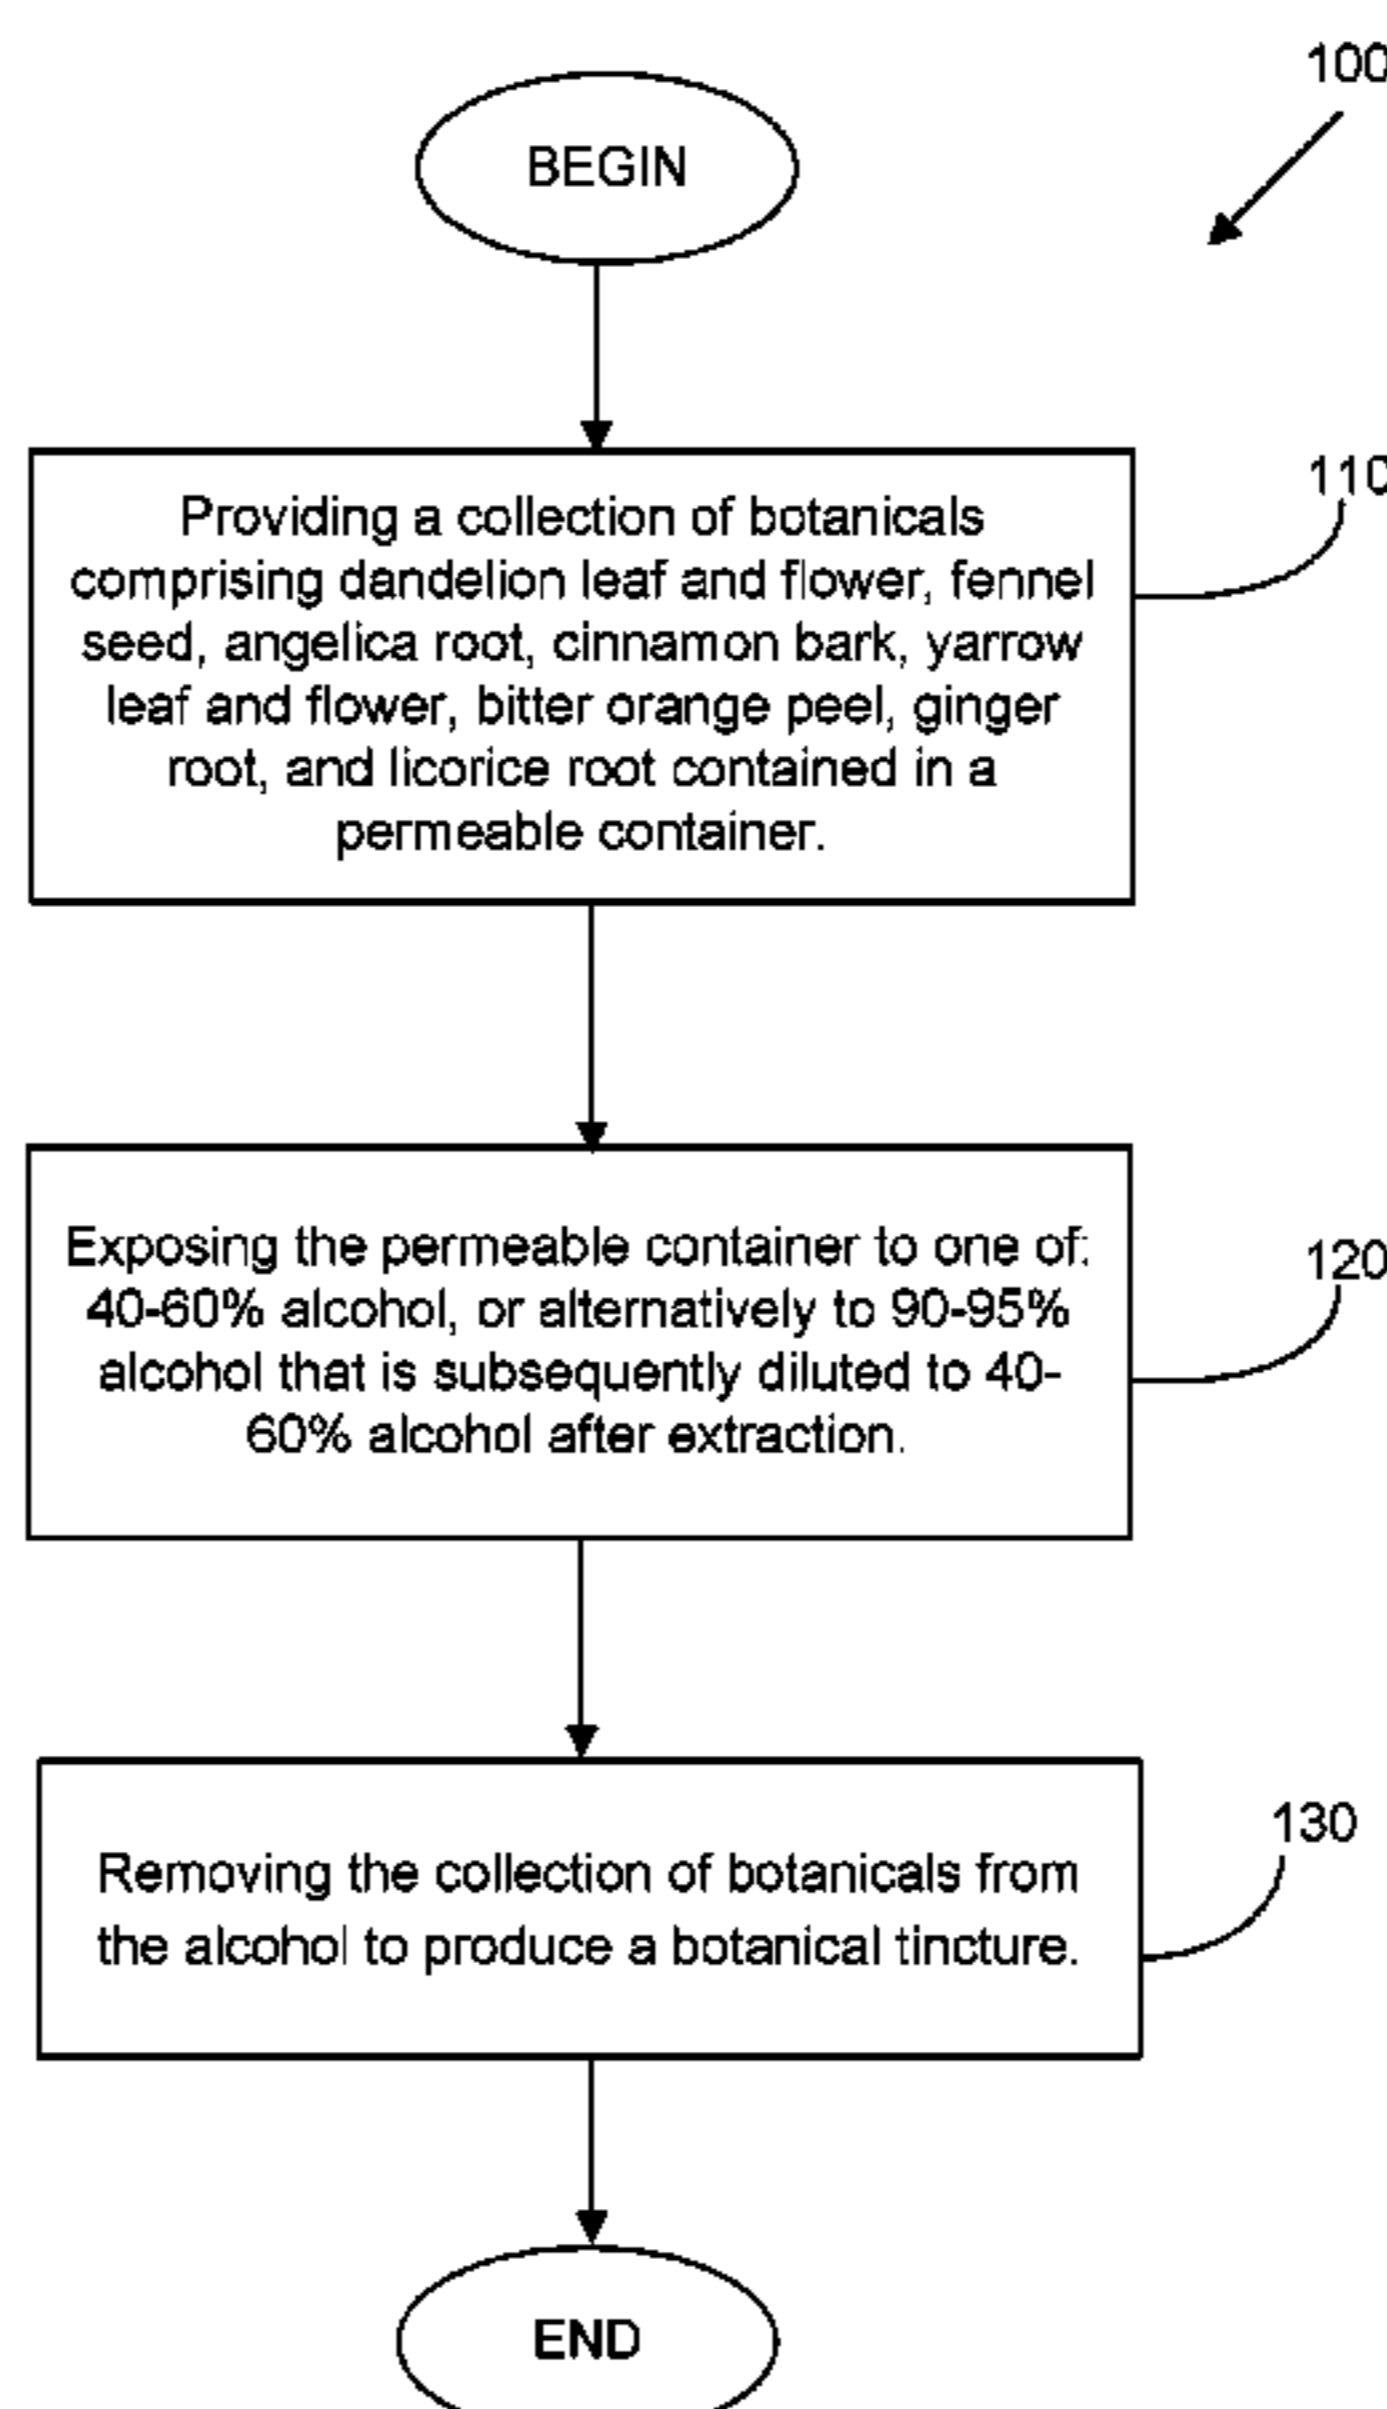 100
BEGIN
110
Providing a collection of botanicals
comprising dandelion leaf and flower, fennel
seed, angelica root, cinnamon bark, yarrow
leaf and flower, bitter orange peel, ginger
root, and licorice root contained in a
permeable container.
120
Exposing the permeable container to one of:
40-60% alcohol, or alternatively to 90-95%
alcohol that is subsequently diluted to 40-
60% alcohol after extraction.
130
Removing the collection of botanicals from
the alcohol to produce a botanical tincture.
END